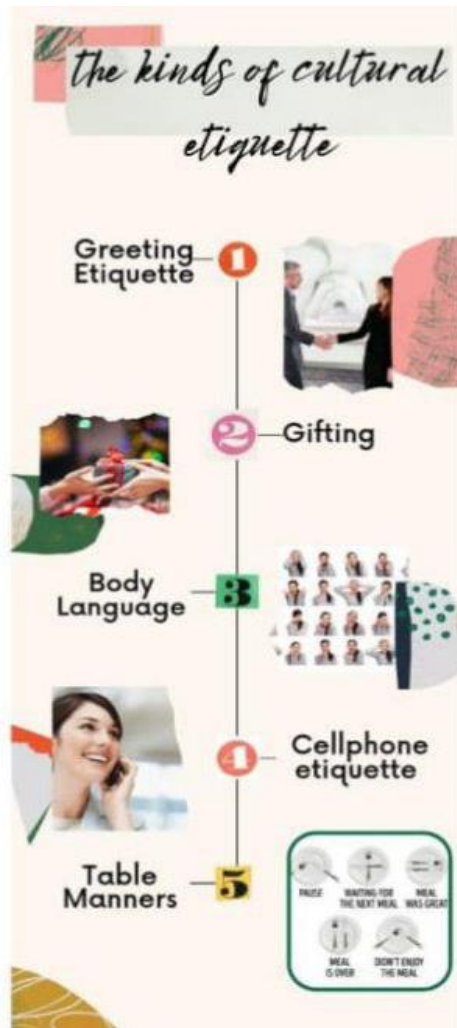 the kinds of cultural
etiquette
Greeting
Etiquette
1
2
Gifting
Body
Language
3
4
Cellphone
etiquette
Table
Manners
5
PAUSE
WAITING FOR
THE NEXT MEAL
MEAL
WAS GREAT
MEAL
IS OVER
DIDN'T ENJOY
THE MEAL